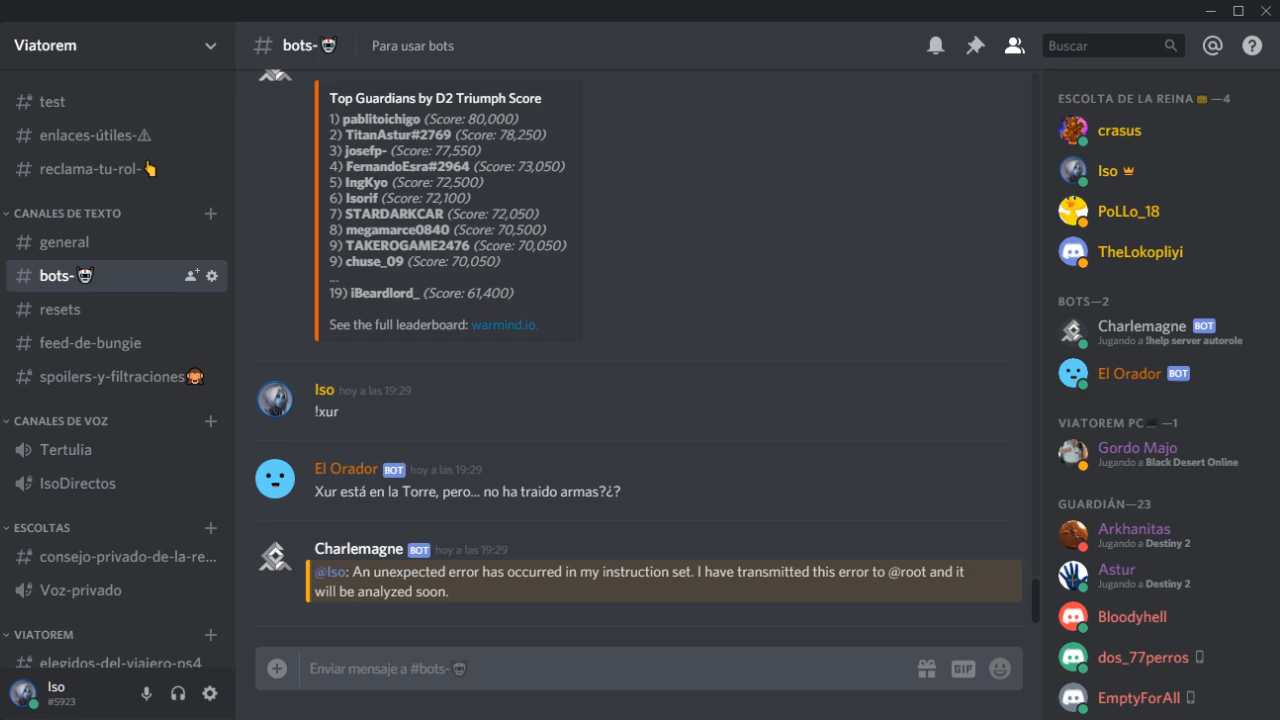 Viatorem
test
enlaces-útiles-⚠
reclama-tu-rol-👆
CANALES DE TEXTO
general
bots-
resets
feed-de-bungie
spoilers-y-filtraciones🙉
CANALES DE VOZ
Tertulia
IsoDirectos
ESCOLTAS
consejo-privado-de-la-re...
Voz-privado
VIATOREM
elegidos-del-viajero-ps4
Iso
#5923
bots-
Para usar bots
Buscar
Top Guardians by D2 Triumph Score
1) pablitoichigo (Score: 80,000)
2) TitanAstur#2769 (Score: 78,250)
3) josefp- (Score: 77,550)
4) FernandoEsra#2964 (Score: 73,050)
5) IngKyo (Score: 72,500)
6) Isorif (Score: 72,100)
7) STARDARKCAR (Score: 72,050)
8) megamarce0840 (Score: 70,500)
9) TAKEROGAME2476 (Score: 70,050)
9) chuse_09 (Score: 70,050)
...
19) iBeardlord_ (Score: 61,400)
See the full leaderboard: warmind.io.
Iso hoy a las 19:29
!xur
El Orador BOT hoy a las 19:29
Xur está en la Torre, pero... no ha traido armas?¿?
Charlemagne BOT hoy a las 19:29
@Iso: An unexpected error has occurred in my instruction set. I have transmitted this error to @root and it
will be analyzed soon.
Enviar mensaje a #bots-
GIF
ESCOLTA DE LA REINA 👑 —4
crasus
Iso
PoLLo_18
TheLokopliyi
BOTS—2
Charlemagne BOT
Jugando a !help server autorole
El Orador BOT
VIATOREM PC💻 —1
Gordo Majo
Jugando a Black Desert Online
GUARDIÁN—23
Arkhanitas
Jugando a Destiny 2
Astur
Jugando a Destiny 2
Bloodyhell
dos_77perros
EmptyForAll